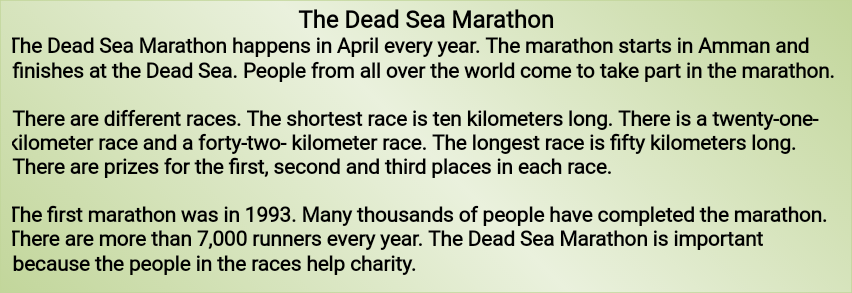 The Dead Sea Marathon
The Dead Sea Marathon happens in April every year. The marathon starts in Amman and
finishes at the Dead Sea. People from all over the world come to take part in the marathon.
There are different races. The shortest race is ten kilometers long. There is a twenty-one-
kilometer race and a forty-two- kilometer race. The longest race is fifty kilometers long.
There are prizes for the first, second and third places in each race.
The first marathon was in 1993. Many thousands of people have completed the marathon.
There are more than 7,000 runners every year. The Dead Sea Marathon is important
because the people in the races help charity.